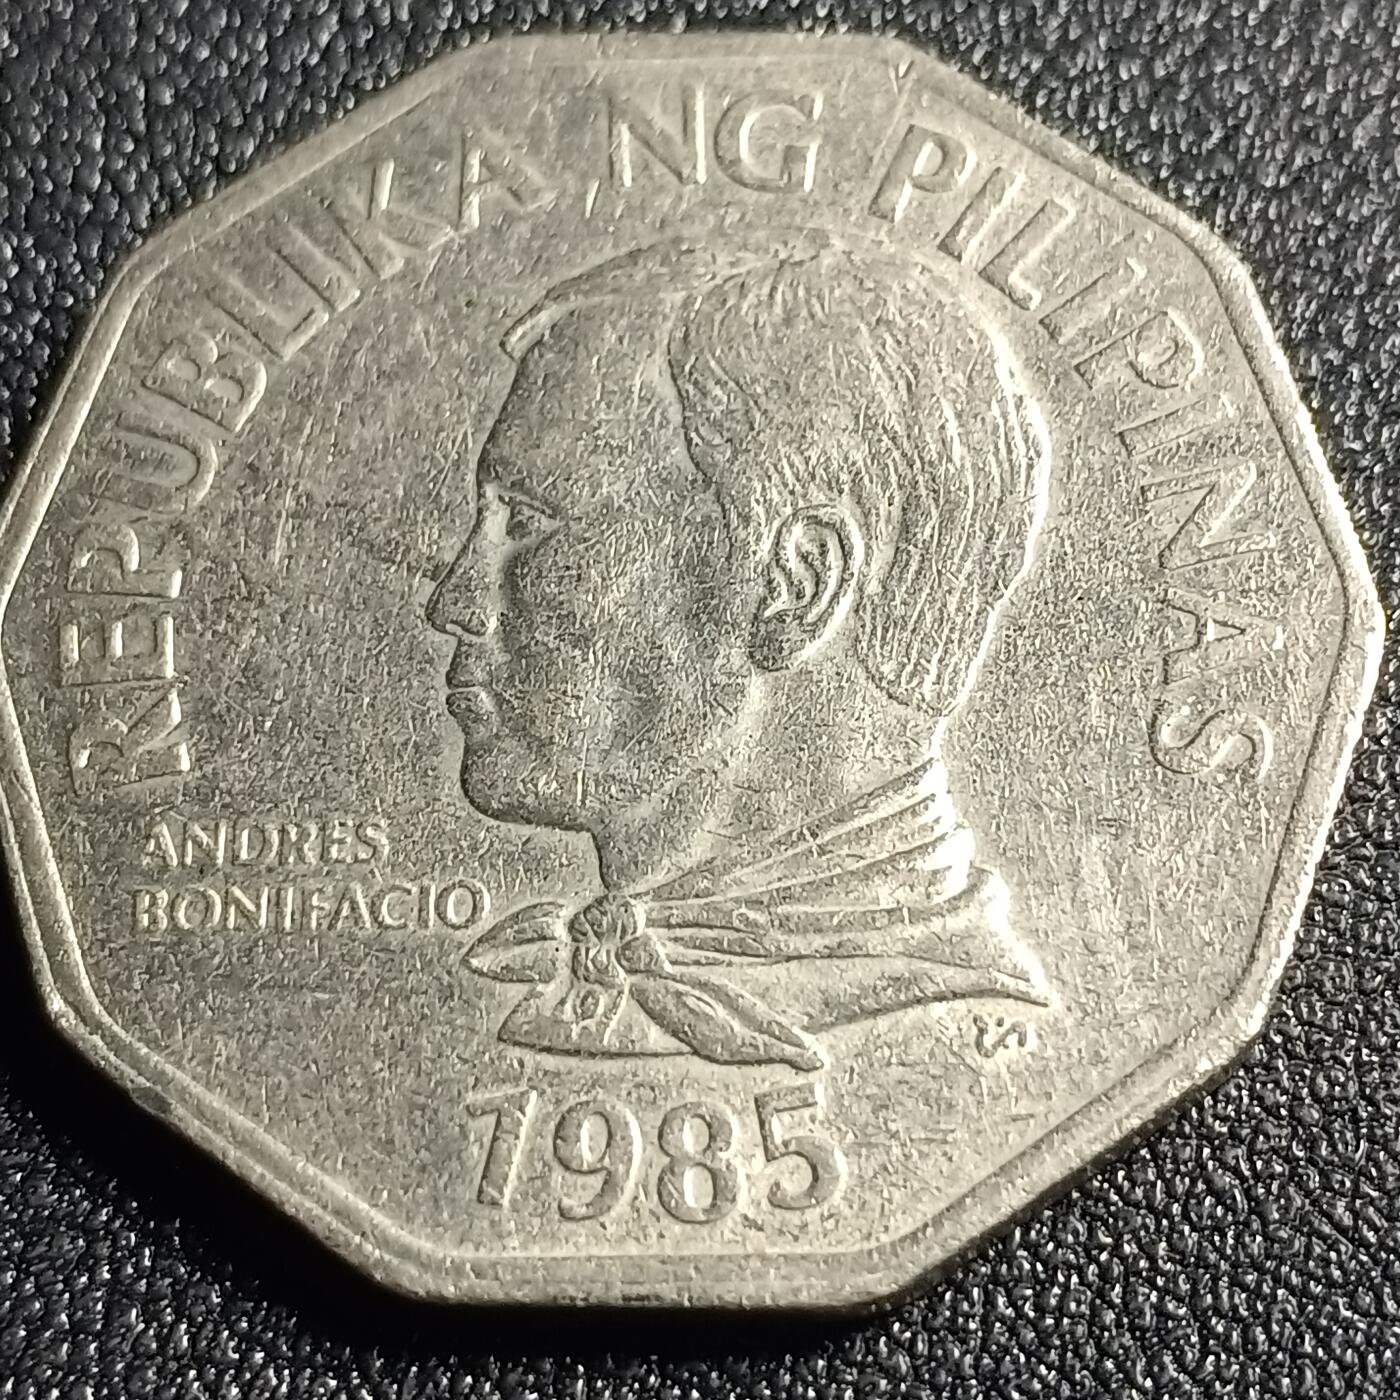 REPUBLIKA NG PILIPINAS
ANDRES
BONIFACIO
1985